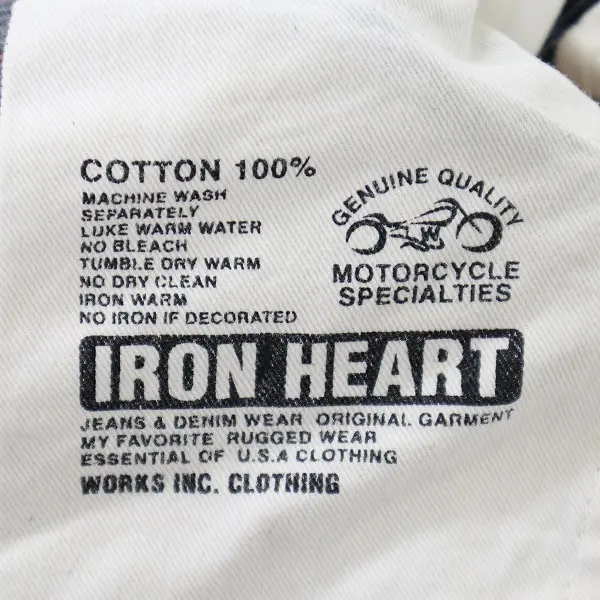 COTTON 100%
MACHINE WASH
SEPARATELY
LUKE WARM WATER
NO BLEACH
TUMBLE DRY WARM
NO DRY CLEAN
IRON WARM
NO IRON IF DECORATED
GENUINE QUALITY
W
MOTORCYCLE
SPECIALTIES
IRON HEART
JEANS & DENIM WEAR ORIGINAL GARMENT
MY FAVORITE RUGGED WEAR
ESSENTIAL OF U.S.A CLOTHING
WORKS INC. CLOTHING